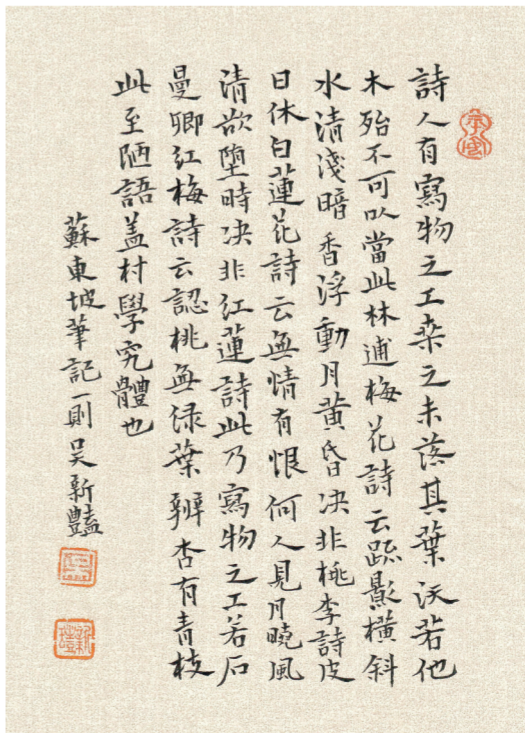 詩人有寫物之工桑之未落其葉沃若他
木殆不可以當此林逋梅花詩云疏影橫斜
水清淺暗香浮動月黃昏决非桃李詩皮
日休白蓮花詩云無情有恨何人見月曉風
清欲墮時决非紅蓮詩此乃寫物之工若石
曼卿紅梅詩云認桃無緑葉辨杏有青枝
此至陋語蓋村學究體也
蘇東坡筆記一則吴新豔